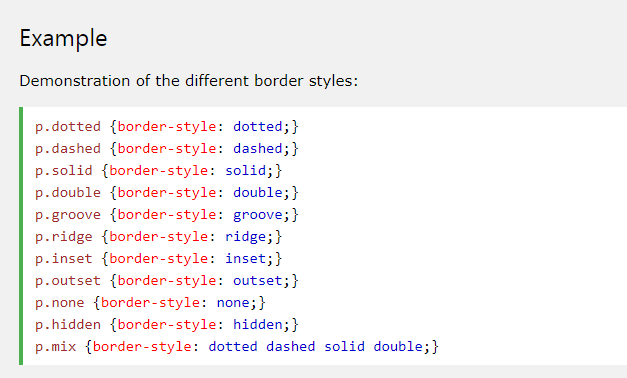 Example
Demonstration of the different border styles:
p.dotted {border-style: dotted;}
p.dashed {border-style: dashed;}
p.solid {border-style: solid;}
p.double {border-style: double;}
p.groove {border-style: groove;}
p.ridge {border-style: ridge;}
p.inset {border-style: inset;}
p.outset {border-style: outset;}
p.none {border-style: none;}
p.hidden {border-style: hidden;}
p.mix {border-style: dotted dashed solid double;}